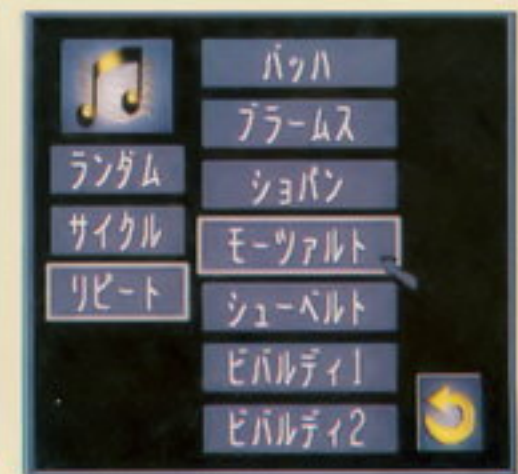 ランダム
サイクル
リピート
バッハ
ブラームス
ショパン
モーツァルト
シューベルト
ビバルディ1
ビバルディ2